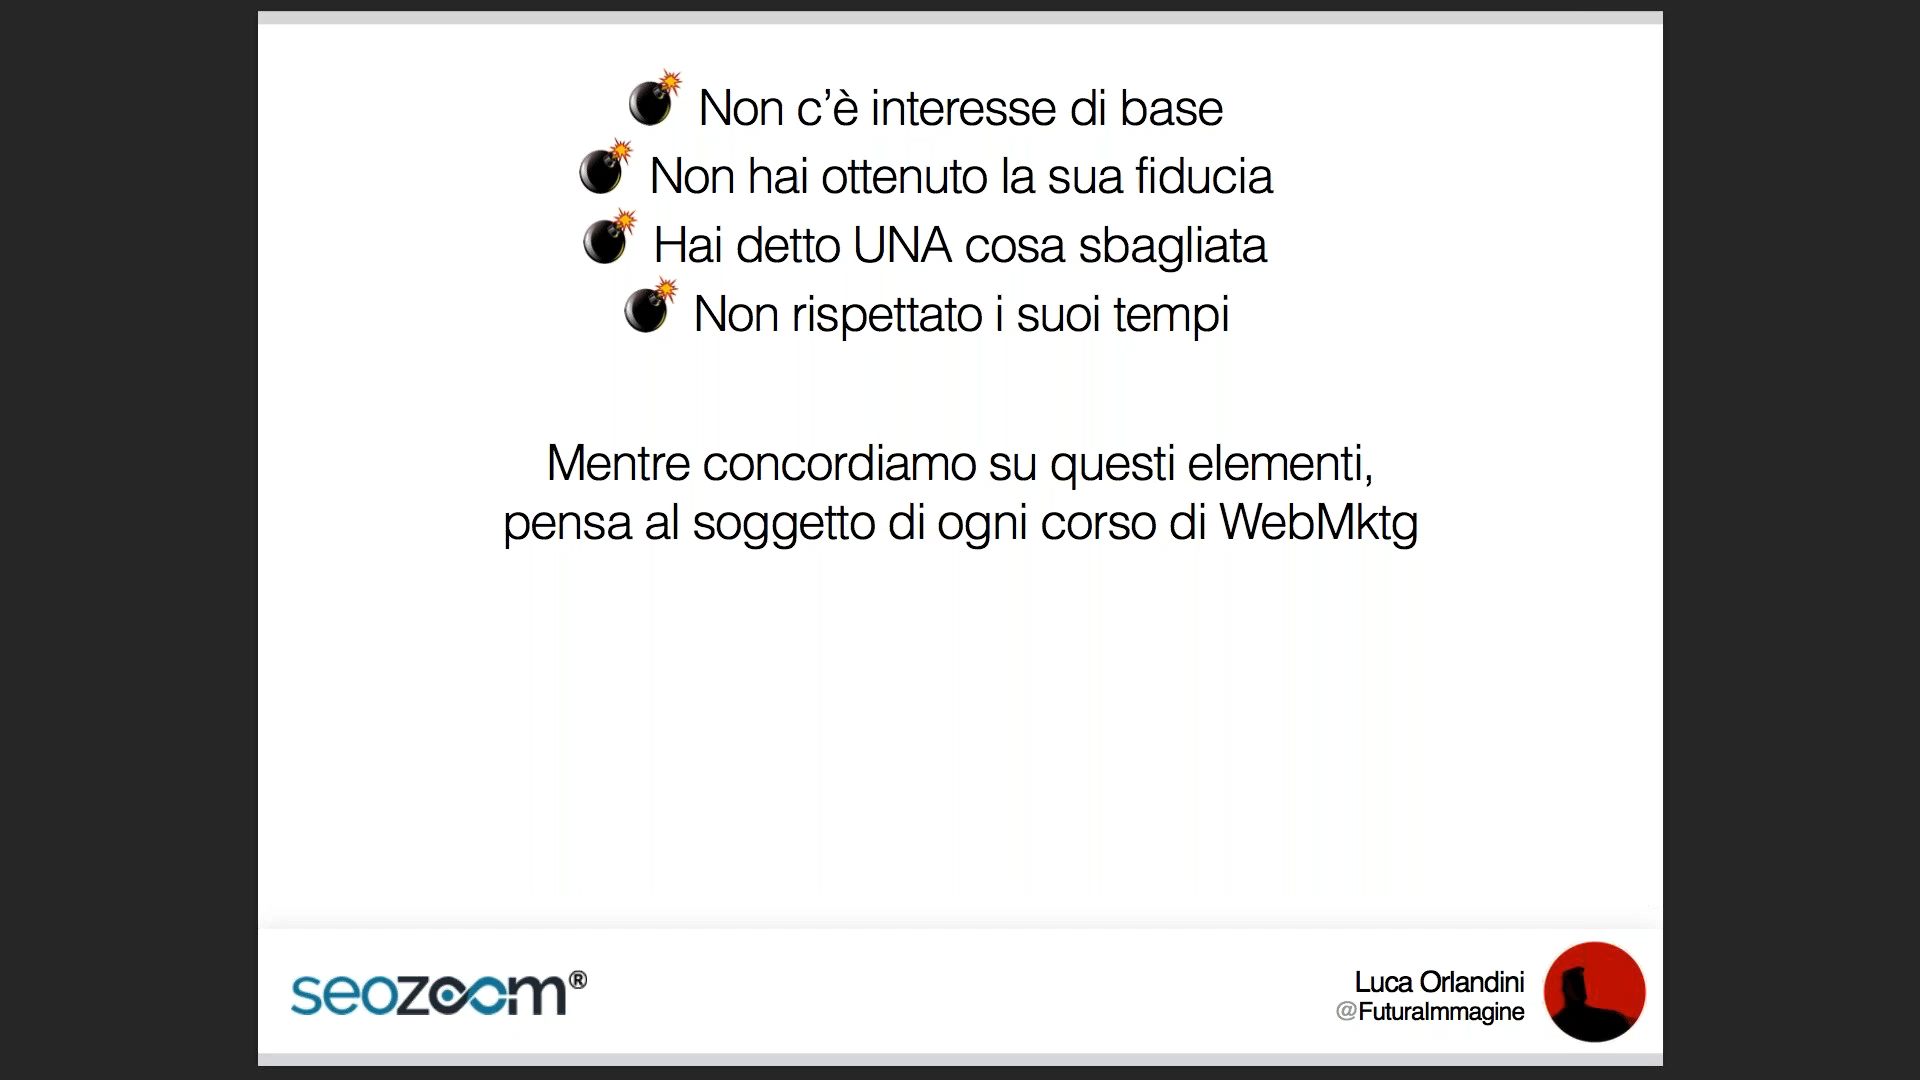 💣 Non c’è interesse di base
💣 Non hai ottenuto la sua fiducia
💣 Hai detto UNA cosa sbagliata
💣 Non rispettato i suoi tempi
Mentre concordiamo su questi elementi,
pensa al soggetto di ogni corso di WebMktg
seozoom®
Luca Orlandini
@FuturaImmagine